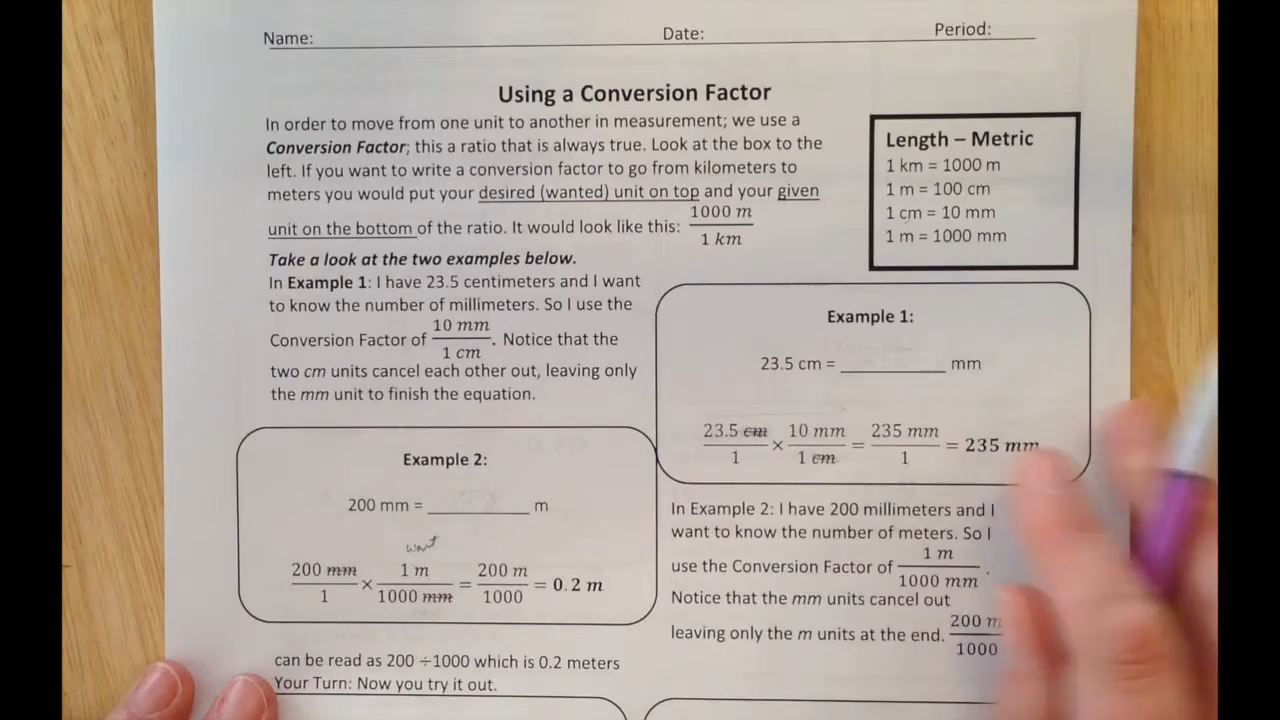 Name: Date: Period:
Using a Conversion Factor
In order to move from one unit to another in measurement; we use a
Conversion Factor; this a ratio that is always true. Look at the box to the
left. If you want to write a conversion factor to go from kilometers to
meters you would put your desired (wanted) unit on top and your given
unit on the bottom of the ratio. It would look like this: 1000 m / 1 km
Length – Metric
1 km = 1000 m
1 m = 100 cm
1 cm = 10 mm
1 m = 1000 mm
Take a look at the two examples below.
In Example 1: I have 23.5 centimeters and I want
to know the number of millimeters. So I use the
Conversion Factor of 10 mm / 1 cm. Notice that the
two cm units cancel each other out, leaving only
the mm unit to finish the equation.
Example 1:
23.5 cm = __________ mm
23.5 cm / 1 × 10 mm / 1 cm = 235 mm / 1 = 235 mm
Example 2:
200 mm = __________ m
want
200 mm / 1 × 1 m / 1000 mm = 200 m / 1000 = 0.2 m
In Example 2: I have 200 millimeters and I
want to know the number of meters. So I
use the Conversion Factor of 1 m / 1000 mm.
Notice that the mm units cancel out
leaving only the m units at the end. 200 m / 1000
can be read as 200 ÷1000 which is 0.2 meters
Your Turn: Now you try it out.